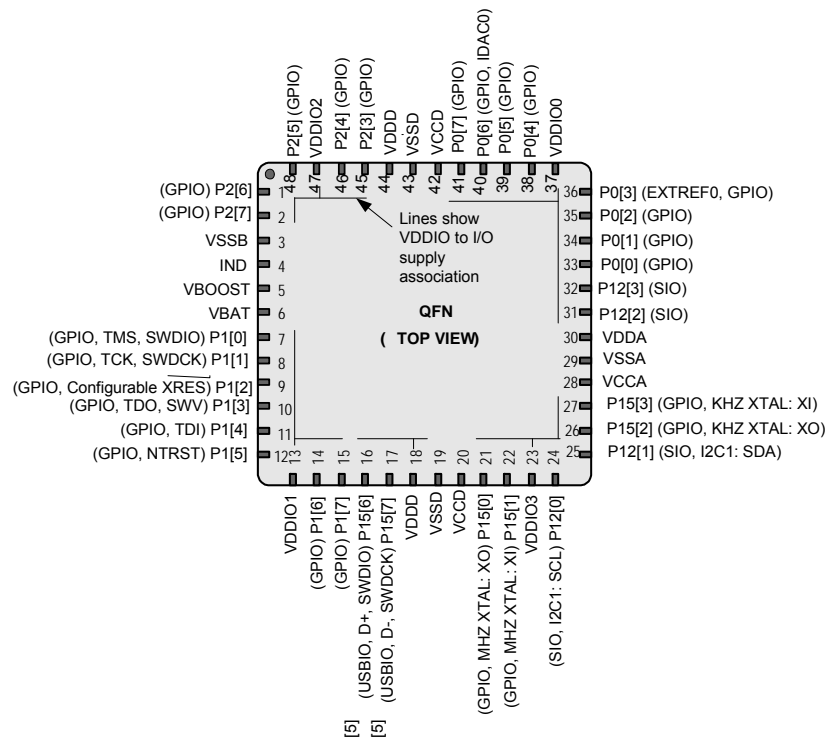 P2[5] (GPIO)
VDDIO2
P2[4] (GPIO)
P2[3] (GPIO)
VDDD
VSSD
VCCD
P0[7] (GPIO)
P0[6] (GPIO, IDAC0)
P0[5] (GPIO)
P0[4] (GPIO)
VDDIO0
48
47
46
45
44
43
42
41
40
39
38
37
(GPIO) P2[6]
1
(GPIO) P2[7]
2
VSSB
3
IND
4
VBOOST
5
VBAT
6
(GPIO, TMS, SWDIO) P1[0]
7
(GPIO, TCK, SWDCK) P1[1]
8
(GPIO, Configurable XRES) P1[2]
9
(GPIO, TDO, SWV) P1[3]
10
(GPIO, TDI) P1[4]
11
(GPIO, NTRST) P1[5]
12
Lines show
VDDIO to I/O
supply
association
QFN
( TOP VIEW)
36
P0[3] (EXTREF0, GPIO)
35
P0[2] (GPIO)
34
P0[1] (GPIO)
33
P0[0] (GPIO)
32
P12[3] (SIO)
31
P12[2] (SIO)
30
VDDA
29
VSSA
28
VCCA
27
P15[3] (GPIO, KHZ XTAL: XI)
26
P15[2] (GPIO, KHZ XTAL: XO)
25
P12[1] (SIO, I2C1: SDA)
13
14
15
16
17
18
19
20
21
22
23
24
VDDIO1
(GPIO) P1[6]
(GPIO) P1[7]
(USBIO, D+, SWDIO) P15[6]
(USBIO, D-, SWDCK) P15[7]
VDDD
VSSD
VCCD
(GPIO, MHZ XTAL: XO) P15[0]
(GPIO, MHZ XTAL: XI) P15[1]
VDDIO3
(SIO, I2C1: SCL) P12[0]
[5]
[5]